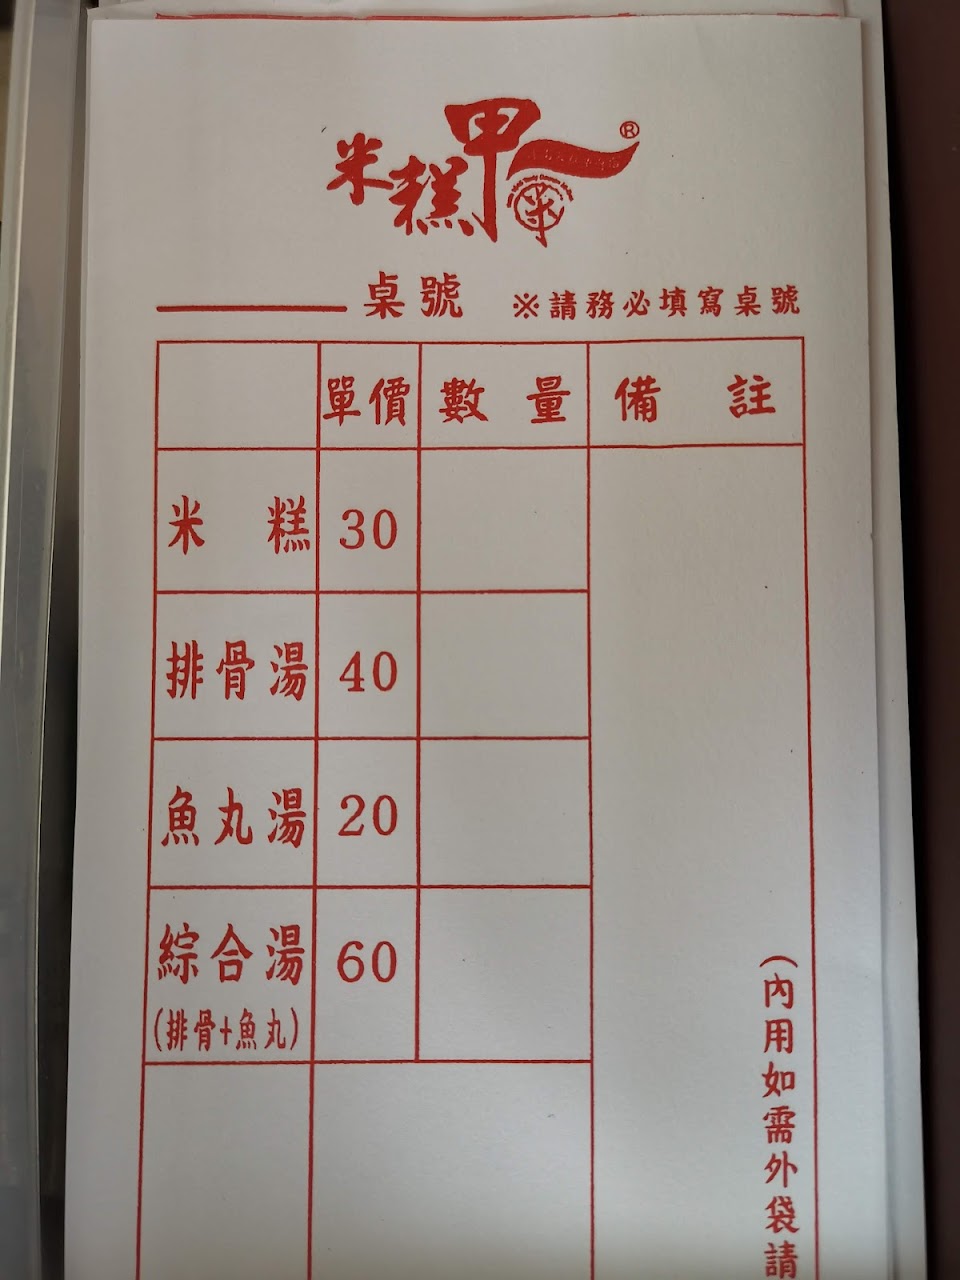 米糕甲
®
桌號 ※請務必填寫桌號
單價 數量 備註
米糕 30
排骨湯 40
魚丸湯 20
綜合湯 60
(排骨+魚丸)
(內用如需外袋請